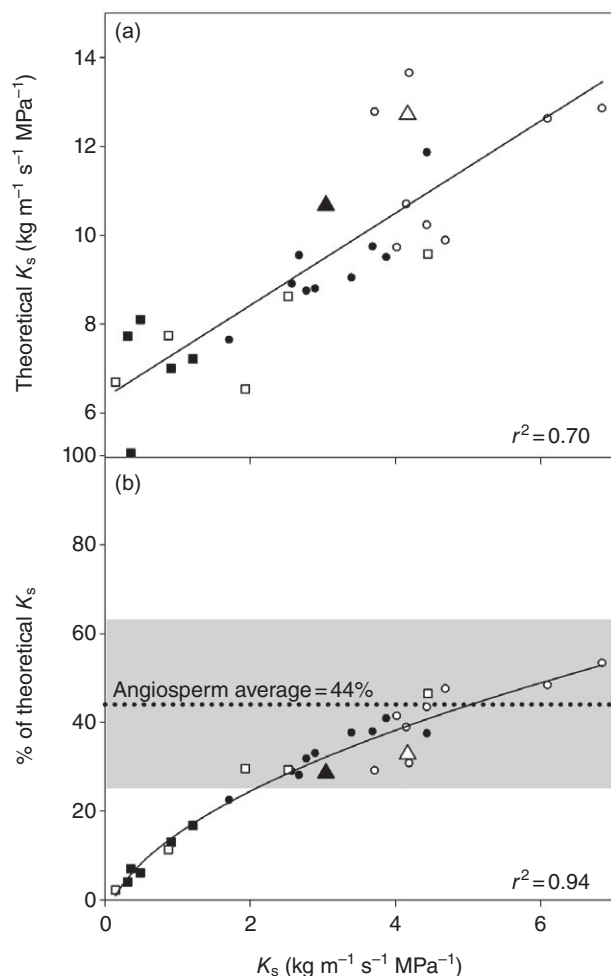 (a)
14
12
10
8
6
Theoretical Kₛ (kg m⁻¹ s⁻¹ MPa⁻¹)
r² = 0.70
100
(b)
80
60
Angiosperm average = 44%
40
20
0
% of theoretical Kₛ
r² = 0.94
0 2 4 6
Kₛ (kg m⁻¹ s⁻¹ MPa⁻¹)